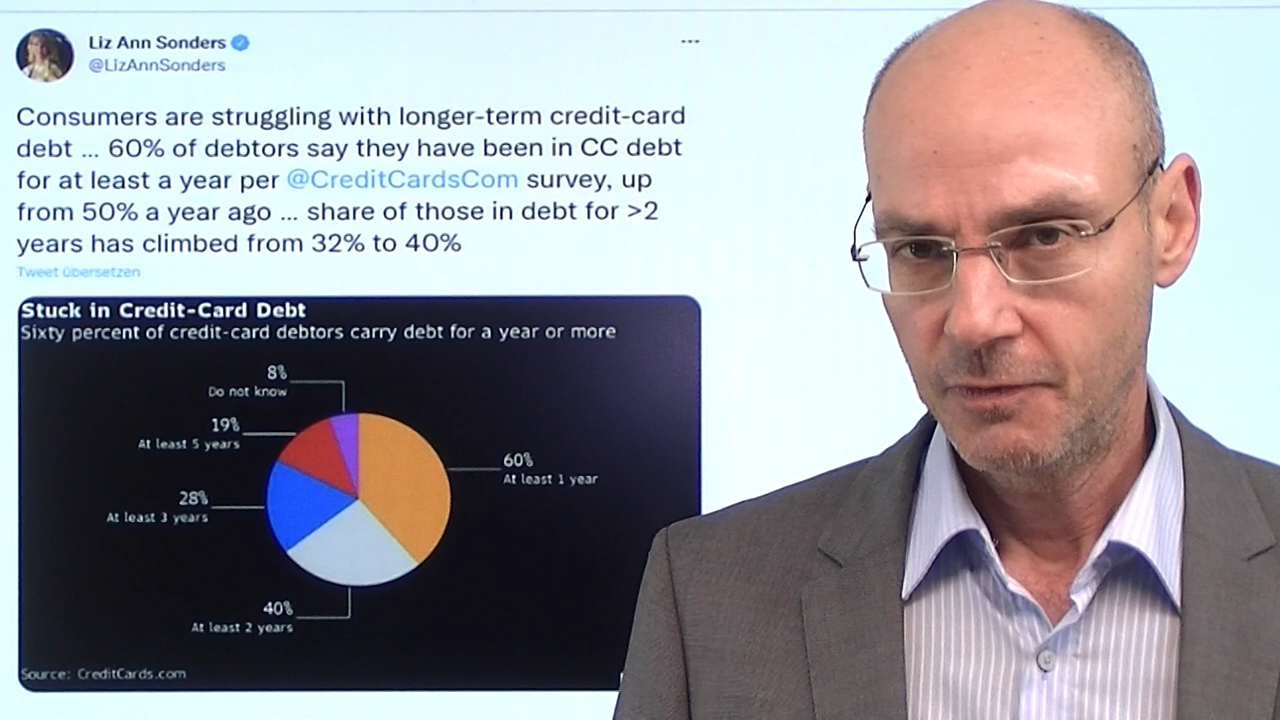 Liz Ann Sonders
@LizAnnSonders
Consumers are struggling with longer-term credit-card
debt ... 60% of debtors say they have been in CC debt
for at least a year per @CreditCardsCom survey, up
from 50% a year ago ... share of those in debt for >2
years has climbed from 32% to 40%
Tweet übersetzen
Stuck in Credit-Card Debt
Sixty percent of credit-card debtors carry debt for a year or more
8%
Do not know
19%
At least 5 years
60%
At least 1 year
28%
At least 3 years
40%
At least 2 years
Source: CreditCards.com